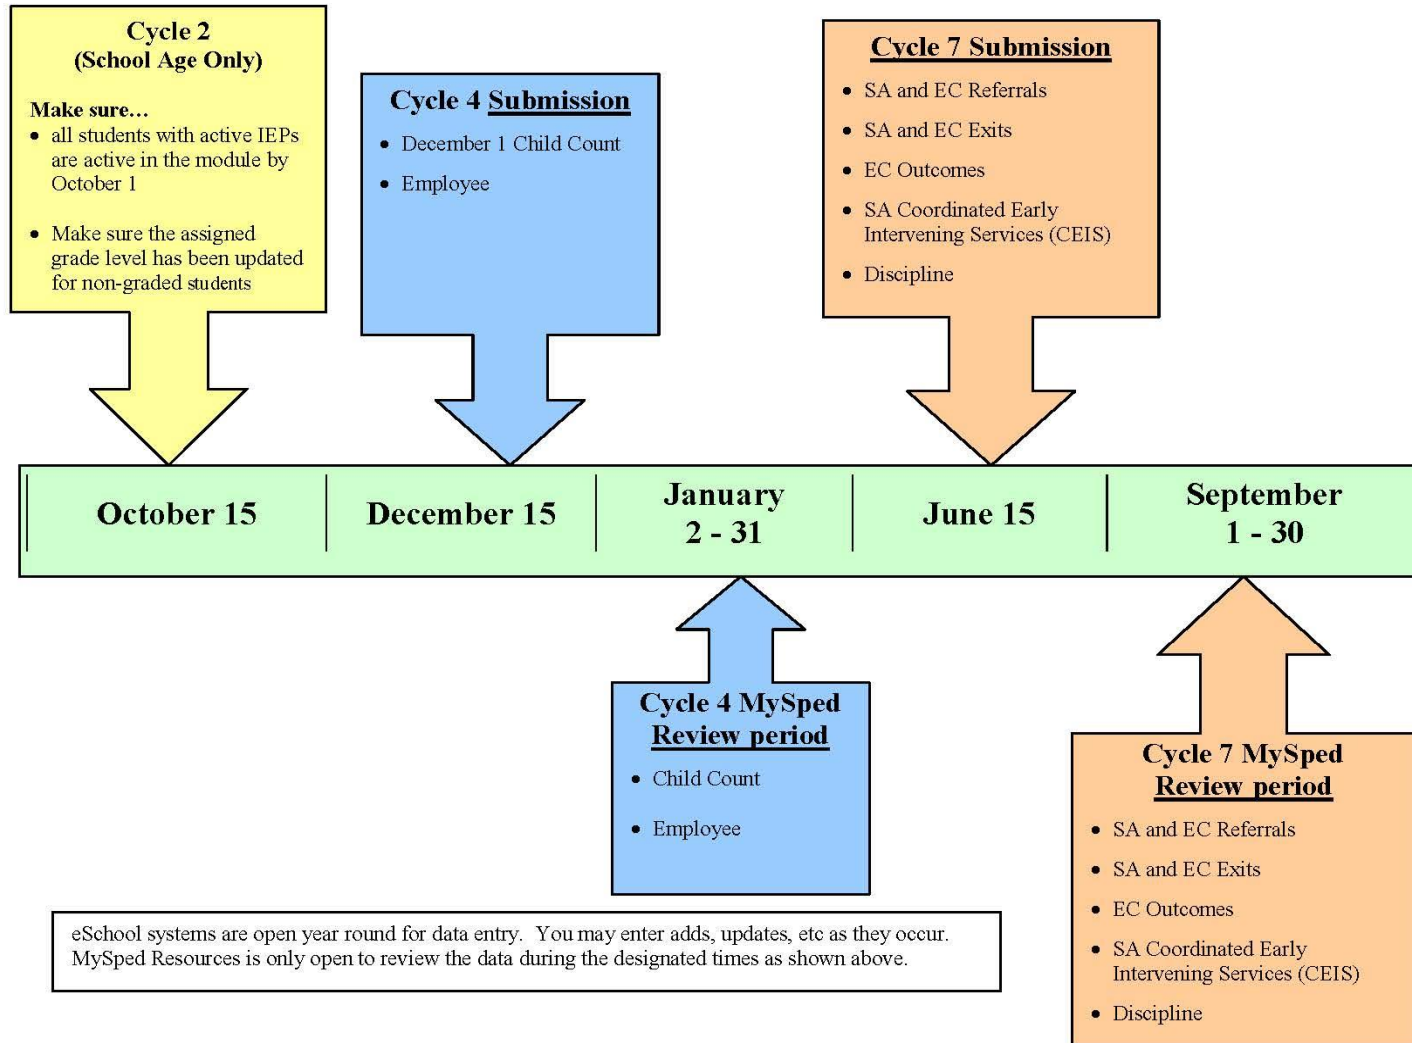 Cycle 2
(School Age Only)
Make sure…
• all students with active IEPs
are active in the module by
October 1
• Make sure the assigned
grade level has been updated
for non-graded students
Cycle 4 Submission
• December 1 Child Count
• Employee
Cycle 7 Submission
• SA and EC Referrals
• SA and EC Exits
• EC Outcomes
• SA Coordinated Early
Intervening Services (CEIS)
• Discipline
October 15
December 15
January
2 - 31
June 15
September
1 - 30
Cycle 4 MySped
Review period
• Child Count
• Employee
Cycle 7 MySped
Review period
• SA and EC Referrals
• SA and EC Exits
• EC Outcomes
• SA Coordinated Early
Intervening Services (CEIS)
• Discipline
eSchool systems are open year round for data entry. You may enter adds, updates, etc as they occur.
MySped Resources is only open to review the data during the designated times as shown above.